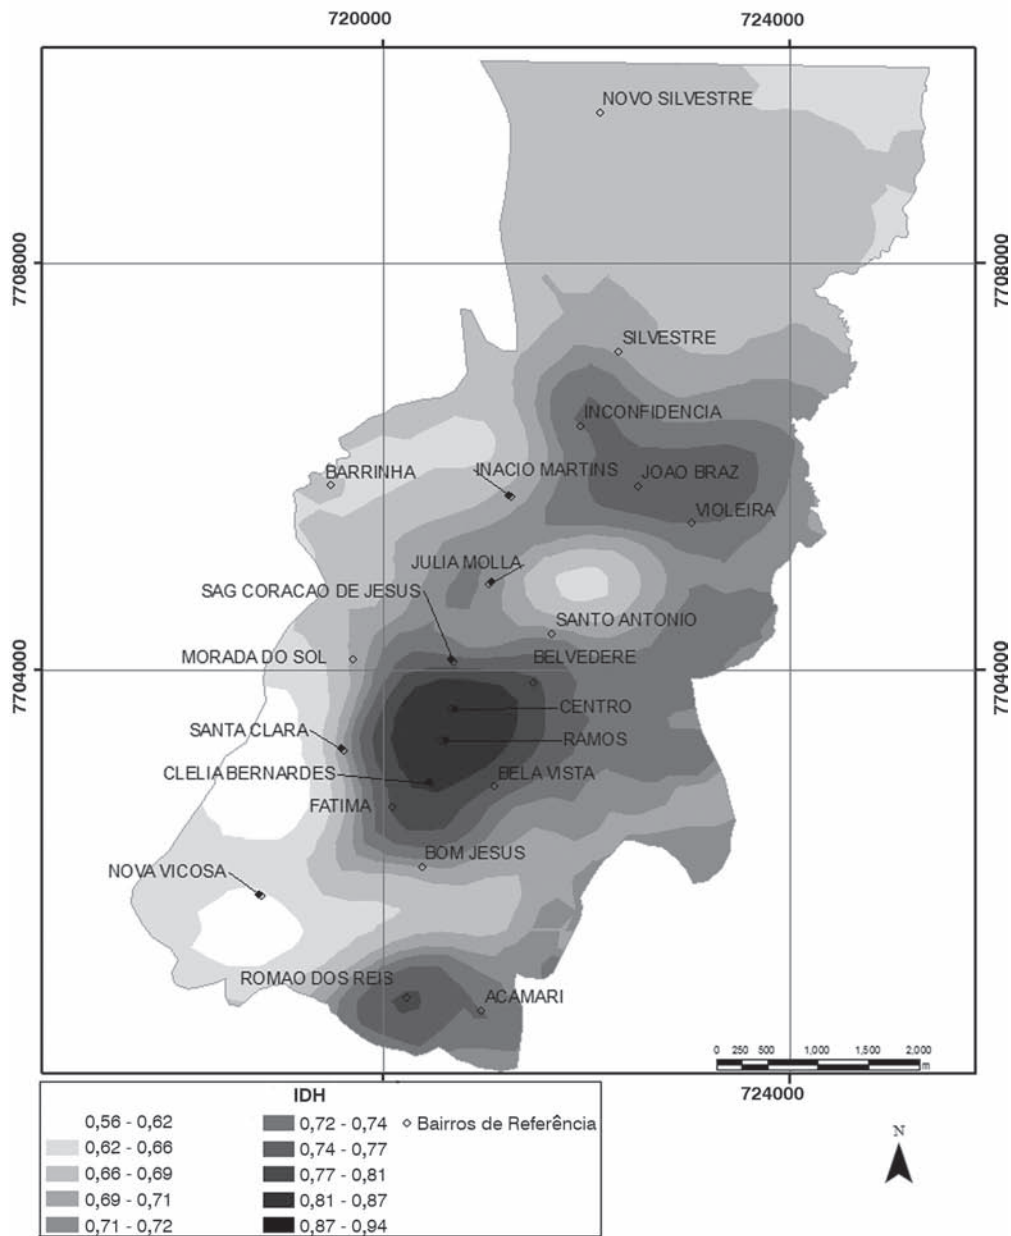 720000 724000
NOVO SILVESTRE
7708000 7708000
SILVESTRE
INCONFIDENCIA
BARRINHA INACIO MARTINS JOAO BRAZ
VIOLEIRA
JULIA MOLLA
SAG CORACAO DE JESUS
SANTO ANTONIO
MORADA DO SOL BELVEDERE
7704000 7704000
CENTRO
SANTA CLARA RAMOS
CLELIA BERNARDES BELA VISTA
FATIMA
BOM JESUS
NOVA VICOSA
ROMAO DOS REIS
ACAMARI
0 250 500 1,000 1,500 2,000
m
724000
IDH
0,56 - 0,62 0,72 - 0,74 Bairros de Referência
0,62 - 0,66 0,74 - 0,77
0,66 - 0,69 0,77 - 0,81
0,69 - 0,71 0,81 - 0,87
0,71 - 0,72 0,87 - 0,94
N